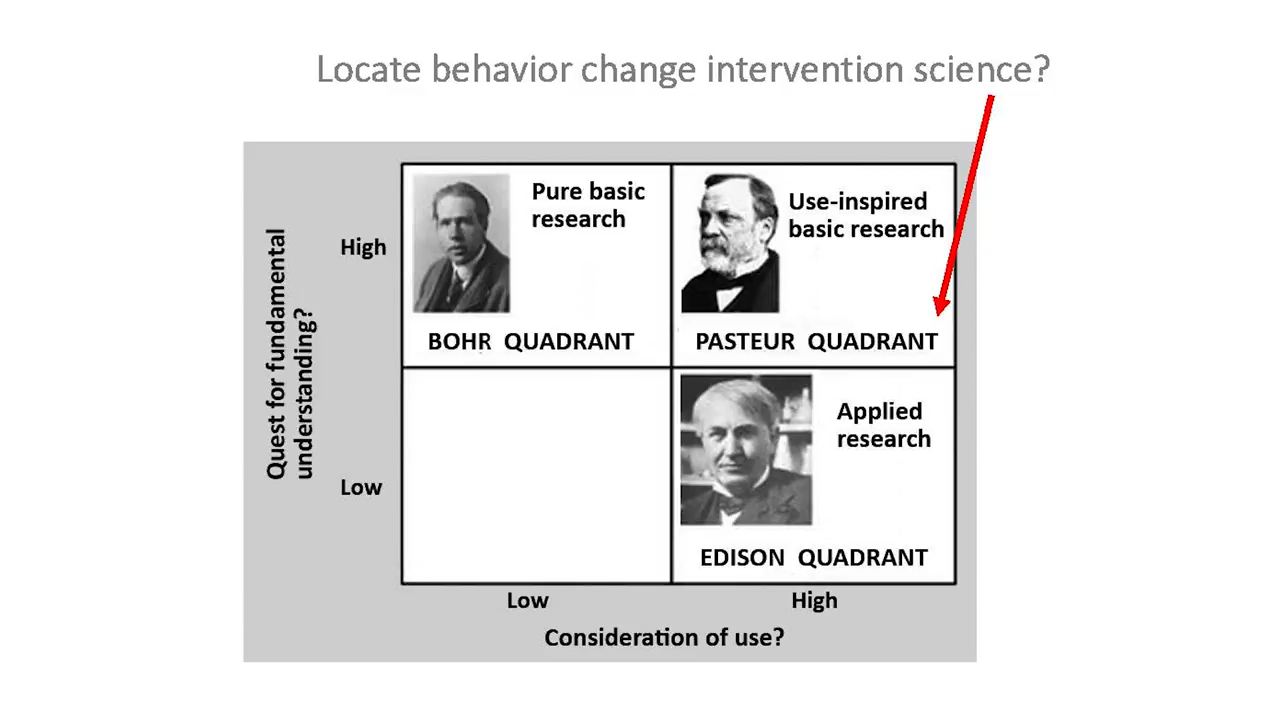 Locate behavior change intervention science?
Pure basic
research
Use-inspired
basic research
High
BOHR QUADRANT
PASTEUR QUADRANT
Quest for fundamental
understanding?
Applied
research
Low
EDISON QUADRANT
Low
High
Consideration of use?